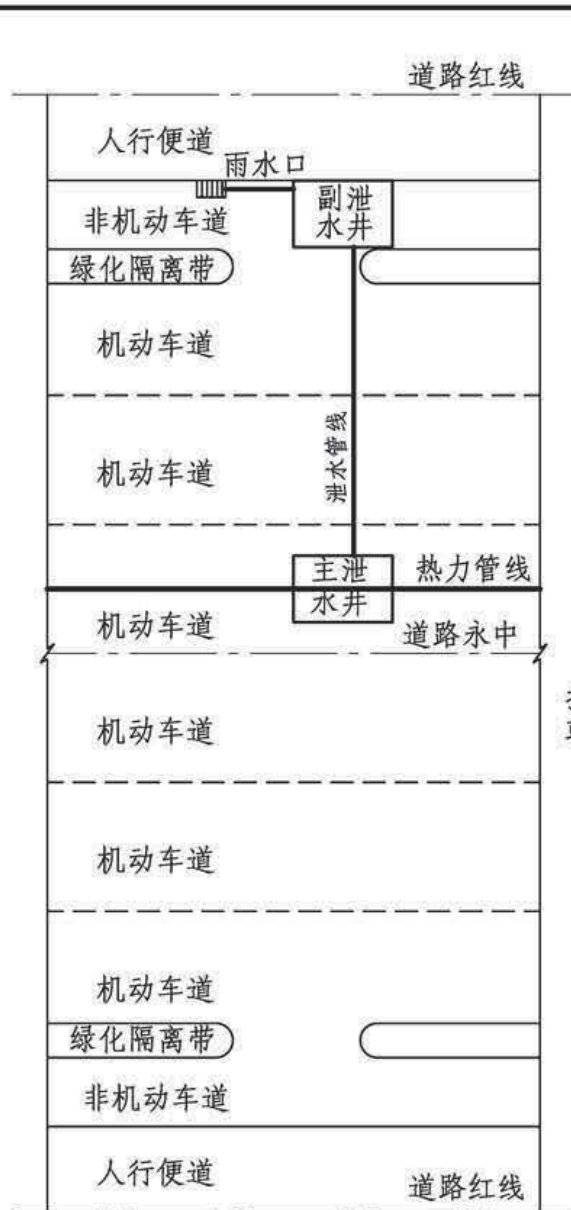 道路红线
人行便道
雨水口
副泄
水井
非机动车道
绿化隔离带
机动车道
泄水管线
机动车道
主泄
水井
热力管线
机动车道
道路永中
机动车道
机动车道
机动车道
绿化隔离带
非机动车道
人行便道
道路红线